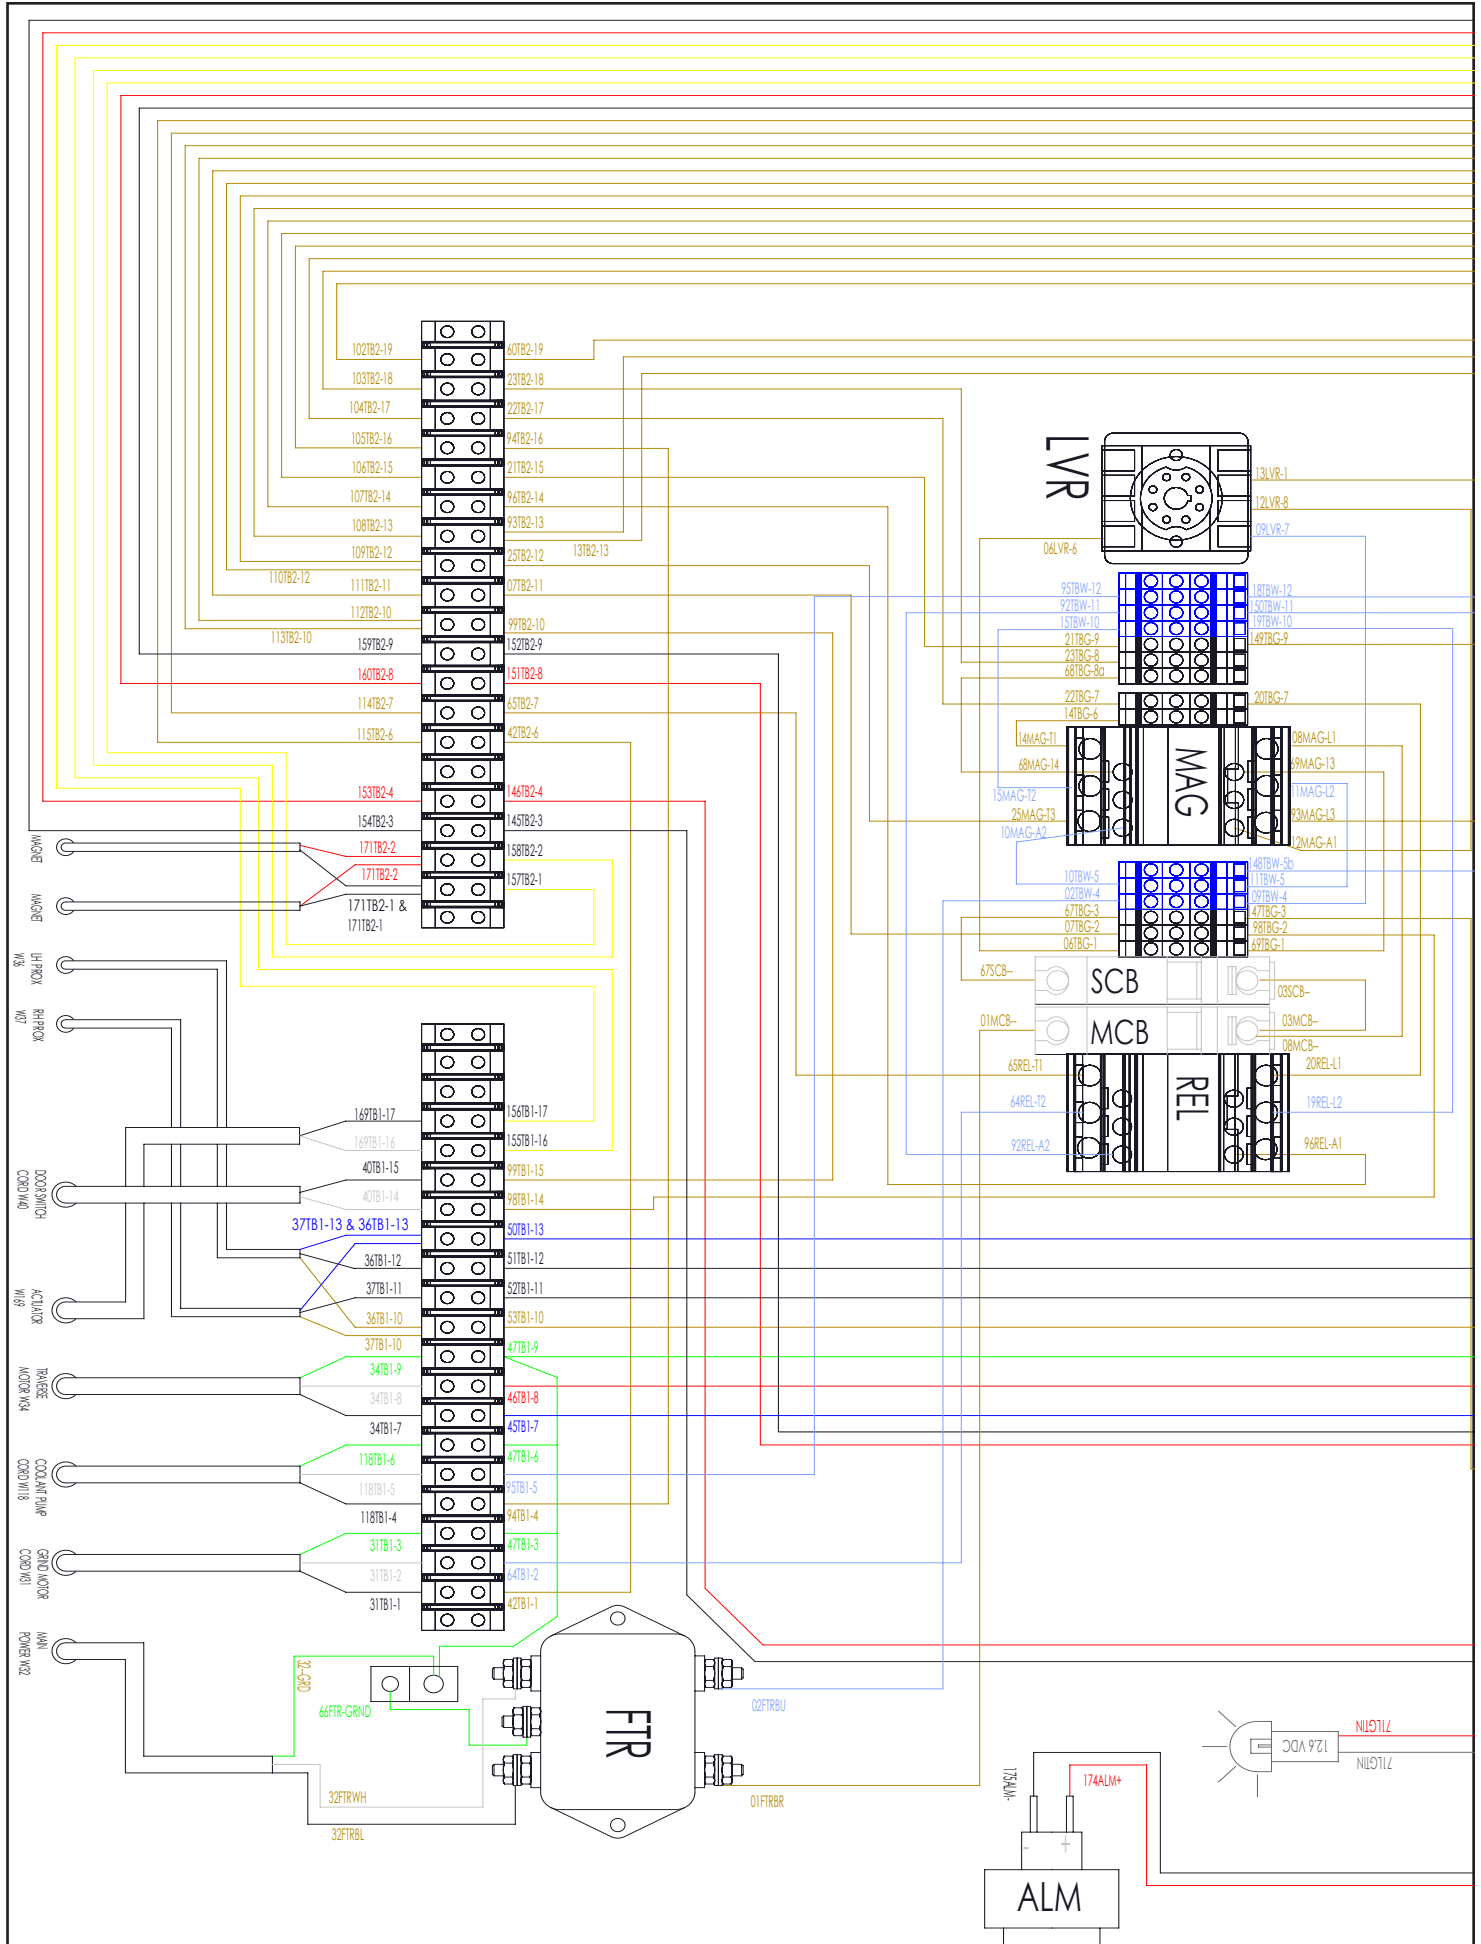 102TB2-19
60TB2-19
103TB2-18
23TB2-18
104TB2-17
22TB2-17
105TB2-16
94TB2-16
106TB2-15
21TB2-15
107TB2-14
96TB2-14
108TB2-13
93TB2-13
13TB2-13
109TB2-12
25TB2-12
110TB2-12
111TB2-11
07TB2-11
112TB2-10
99TB2-10
113TB2-10
159TB2-9
152TB2-9
160TB2-8
151TB2-8
114TB2-7
65TB2-7
115TB2-6
42TB2-6
153TB2-4
146TB2-4
154TB2-3
145TB2-3
171TB2-2
158TB2-2
171TB2-2
157TB2-1
171TB2-1 &
171TB2-1
MAGNET
MAGNET
LH PROX
W36
RH PROX
W37
DOOR SWITCH
CORD W40
ACTUATOR
W169
TRAVERSE
MOTOR W34
COOLANT PUMP
CORD W118
GRIND MOTOR
CORD W31
MAIN
POWER W32
LVR
13LVR-1
12LVR-8
09LVR-7
06LVR-6
95TBW-12
18TBW-12
92TBW-11
150TBW-11
15TBW-10
19TBW-10
21TBG-9
149TBG-9
23TBG-8
68TBG-8a
22TBG-7
20TBG-7
14TBG-6
MAG
14MAG-T1
08MAG-L1
68MAG-14
69MAG-13
15MAG-T2
11MAG-L2
25MAG-T3
93MAG-L3
10MAG-A2
12MAG-A1
148TBW-5b
10TBW-5
11TBW-5
02TBW-4
09TBW-4
67TBG-3
147TBG-3
07TBG-2
98TBG-2
06TBG-1
69TBG-1
67SCB--
SCB
03SCB--
01MCB--
MCB
03MCB--
08MCB--
65REL-T1
REL
20REL-L1
64REL-T2
19REL-L2
92REL-A2
96REL-A1
169TB1-17
156TB1-17
169TB1-16
155TB1-16
40TB1-15
99TB1-15
40TB1-14
98TB1-14
37TB1-13 & 36TB1-13
50TB1-13
36TB1-12
51TB1-12
37TB1-11
52TB1-11
36TB1-10
53TB1-10
37TB1-10
47TB1-9
34TB1-9
34TB1-8
46TB1-8
34TB1-7
45TB1-7
118TB1-6
47TB1-6
118TB1-5
95TB1-5
118TB1-4
94TB1-4
31TB1-3
47TB1-3
31TB1-2
64TB1-2
31TB1-1
42TB1-1
32-GRD
66FTR-GRND
FTR
02FTRBU
01FTRBR
32FTRWH
32FTRBL
71LGTIN
12.6 VDC
71LGTIN
175ALM-
174ALM+
-
+
ALM